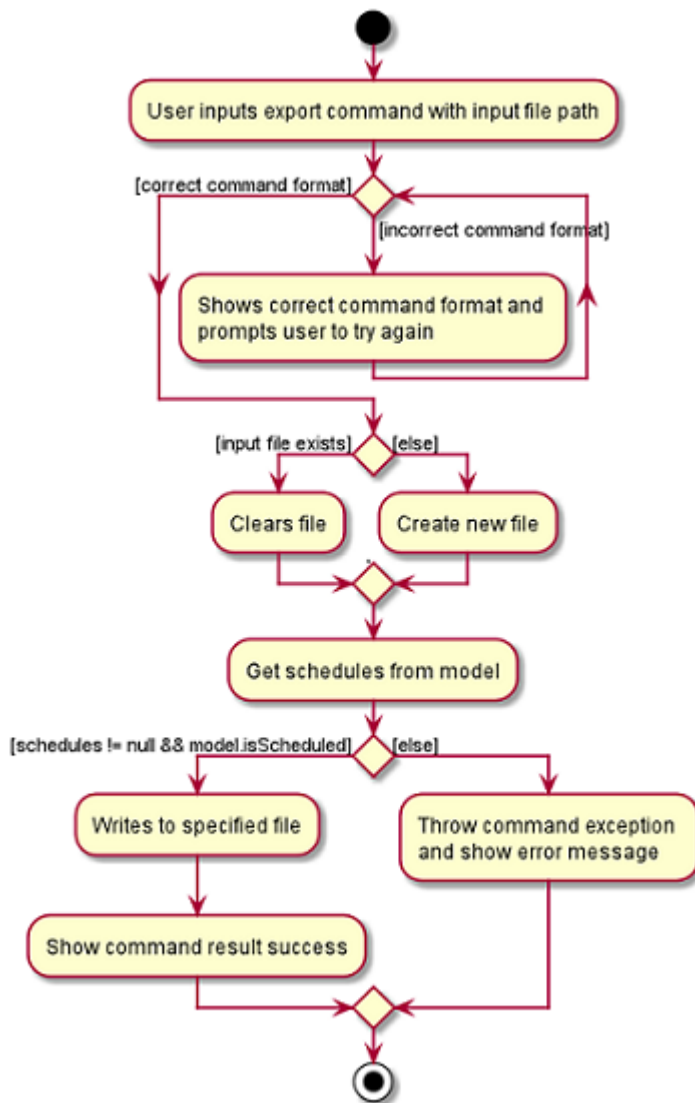 User inputs export command with input file path
[correct command format]
[incorrect command format]
Shows correct command format and
prompts user to try again
[input file exists]
[else]
Clears file
Create new file
Get schedules from model
[schedules != null && model.isScheduled]
[else]
Writes to specified file
Throw command exception
and show error message
Show command result success